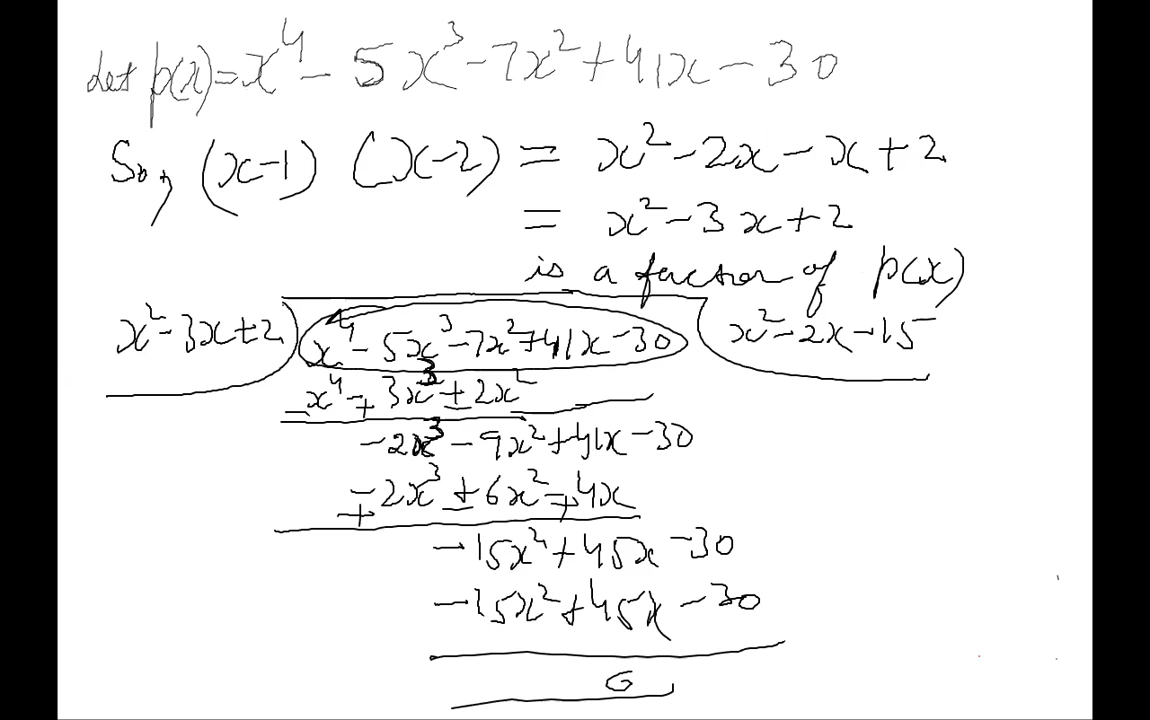 Let p(x)=x⁴-5x³-7x²+41x-30
So, (x-1) (x-2) = x²-2x-x+2
= x²-3x+2
is a factor of p(x)
x²-3x+2) x⁴-5x³-7x²+41x-30 (x²-2x-15
x⁴-3x³+2x²
- + -
-2x³-9x²+41x-30
-2x³+6x²-4x
+ - +
-15x²+45x-30
-15x²+45x-30
0